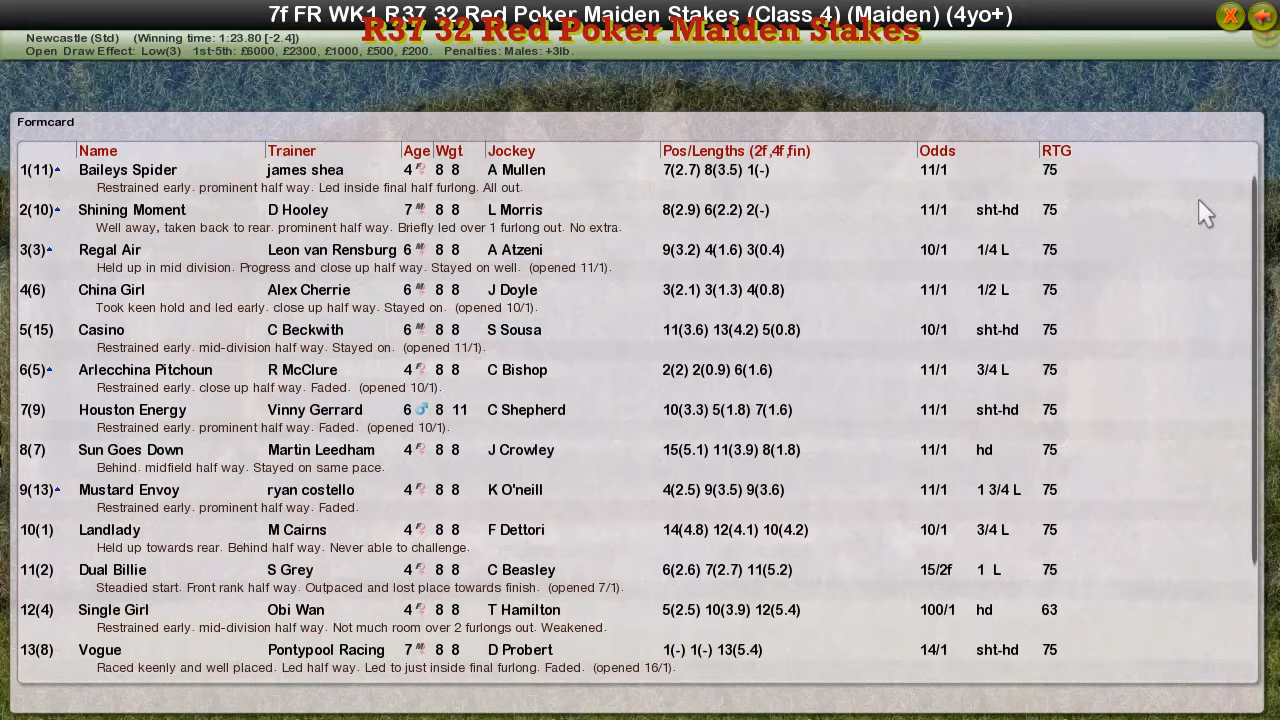 7f FR WK1 R37 32 Red Poker Maiden Stakes (Class 4) (Maiden) (4yo+)
R37 32 Red Poker Maiden Stakes
Newcastle (Std) (Winning time: 1:23.80 [-2.4])
Open Draw Effect: Low(3) 1st-5th: £6000, £2300, £1000, £500, £200. Penalties: Males: +3lb.
Formcard
Name Trainer Age Wgt Jockey Pos/Lengths (2f,4f,fin) Odds RTG
1(11) Baileys Spider james shea 4 8 8 A Mullen 7(2.7) 8(3.5) 1(-) 11/1 75
Restrained early. prominent half way. Led inside final half furlong. All out.
2(10) Shining Moment D Hooley 7 8 8 L Morris 8(2.9) 6(2.2) 2(-) 11/1 sht-hd 75
Well away, taken back to rear. prominent half way. Briefly led over 1 furlong out. No extra.
3(3) Regal Air Leon van Rensburg 6 8 8 A Atzeni 9(3.2) 4(1.6) 3(0.4) 10/1 1/4 L 75
Held up in mid division. Progress and close up half way. Stayed on well. (opened 11/1).
4(6) China Girl Alex Cherrie 6 8 8 J Doyle 3(2.1) 3(1.3) 4(0.8) 11/1 1/2 L 75
Took keen hold and led early. close up half way. Stayed on. (opened 10/1).
5(15) Casino C Beckwith 6 8 8 S Sousa 11(3.6) 13(4.2) 5(0.8) 10/1 sht-hd 75
Restrained early. mid-division half way. Stayed on. (opened 11/1).
6(5) Arlecchina Pitchoun R McClure 4 8 8 C Bishop 2(2) 2(0.9) 6(1.6) 11/1 3/4 L 75
Restrained early. close up half way. Faded. (opened 10/1).
7(9) Houston Energy Vinny Gerrard 6 8 11 C Shepherd 10(3.3) 5(1.8) 7(1.6) 11/1 sht-hd 75
Restrained early. prominent half way. Faded. (opened 10/1).
8(7) Sun Goes Down Martin Leedham 4 8 8 J Crowley 15(5.1) 11(3.9) 8(1.8) 11/1 hd 75
Behind. midfield half way. Stayed on same pace.
9(13) Mustard Envoy ryan costello 4 8 8 K O'neill 4(2.5) 9(3.5) 9(3.6) 11/1 1 3/4 L 75
Restrained early. prominent half way. Faded.
10(1) Landlady M Cairns 4 8 8 F Dettori 14(4.8) 12(4.1) 10(4.2) 10/1 3/4 L 75
Held up towards rear. Behind half way. Never able to challenge.
11(2) Dual Billie S Grey 4 8 8 C Beasley 6(2.6) 7(2.7) 11(5.2) 15/2f 1 L 75
Steadied start. Front rank half way. Outpaced and lost place towards finish. (opened 7/1).
12(4) Single Girl Obi Wan 4 8 8 T Hamilton 5(2.5) 10(3.9) 12(5.4) 100/1 hd 63
Restrained early. mid-division half way. Not much room over 2 furlongs out. Weakened.
13(8) Vogue Pontypool Racing 7 8 8 D Probert 1(-) 1(-) 13(5.4) 14/1 sht-hd 75
Raced keenly and well placed. Led half way. Led to just inside final furlong. Faded. (opened 16/1).